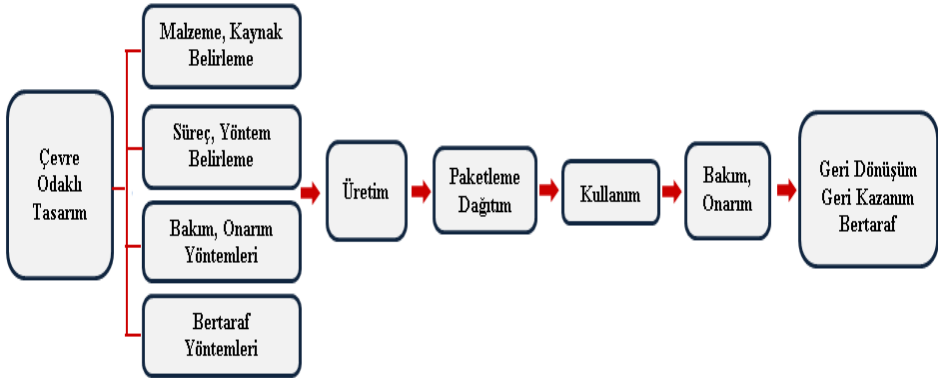 Çevre
Odaklı
Tasarım
Malzeme, Kaynak
Belirleme
Süreç, Yöntem
Belirleme
Bakım, Onarım
Yöntemleri
Bertaraf
Yöntemleri
Üretim
Paketleme
Dağıtım
Kullanım
Bakım,
Onarım
Geri Dönüşüm
Geri Kazanım
Bertaraf